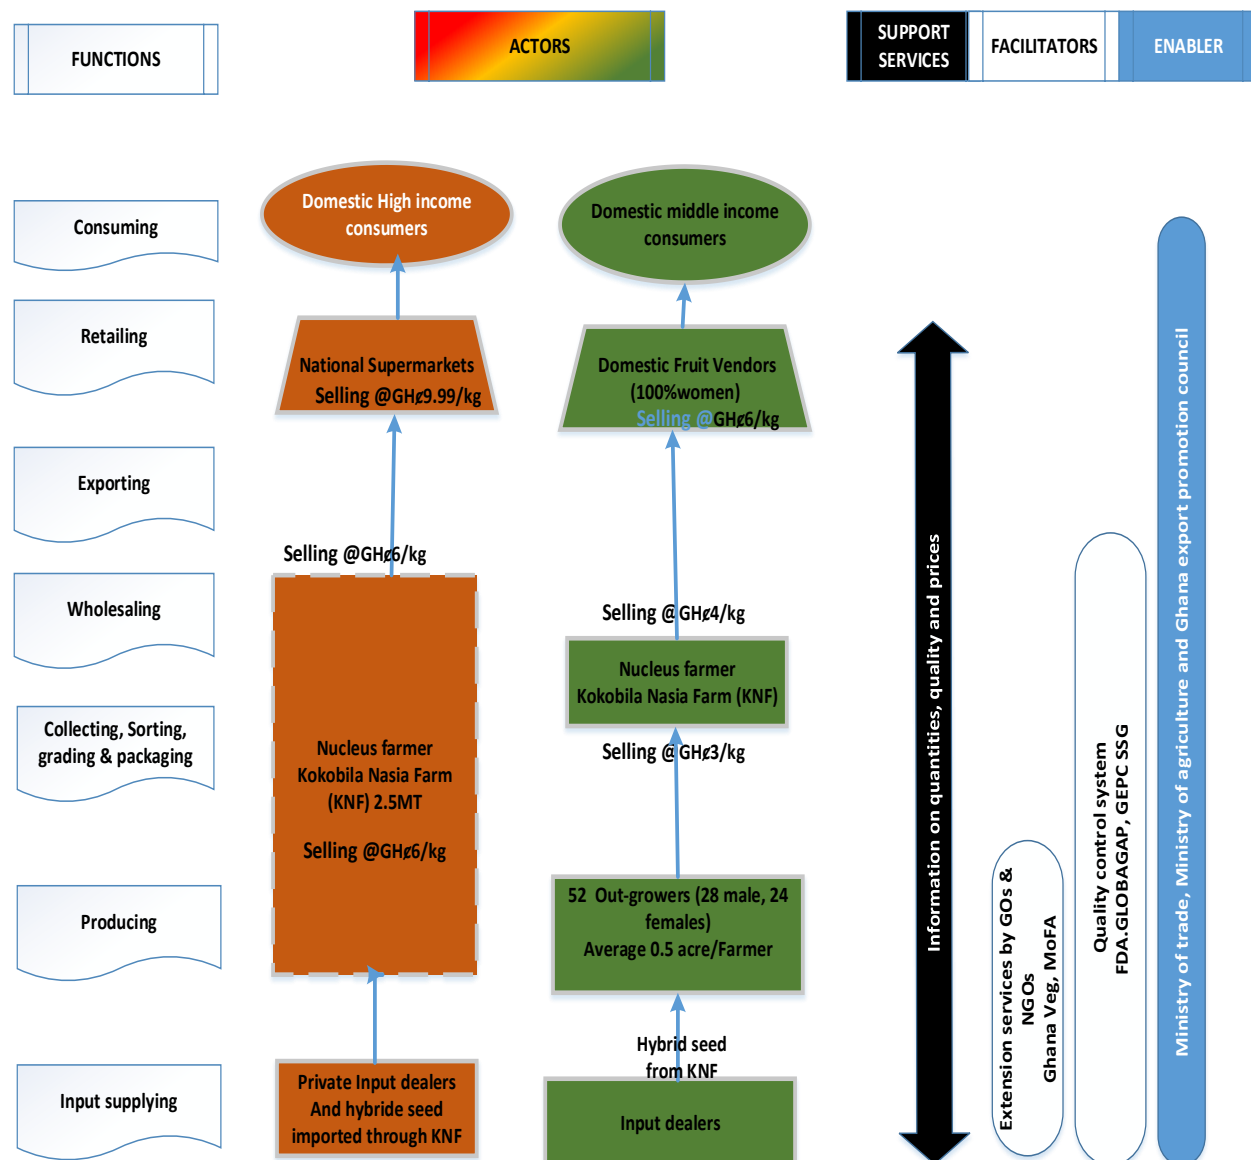 FUNCTIONS
ACTORS
SUPPORT
SERVICES
FACILITATORS
ENABLER
Consuming
Domestic High income
consumers
Domestic middle income
consumers
Retailing
National Supermarkets
Selling @GH₵9.99/kg
Domestic Fruit Vendors
(100%women)
Selling @GH₵6/kg
Exporting
Selling @GH₵6/kg
Wholesaling
Selling @GH₵4/kg
Nucleus farmer
Kokobila Nasia Farm (KNF)
Collecting, Sorting,
grading & packaging
Selling @GH₵3/kg
Nucleus farmer
Kokobila Nasia Farm
(KNF) 2.5MT
Selling @GH₵6/kg
Producing
52 Out-growers (28 male, 24
females)
Average 0.5 acre/Farmer
Hybrid seed
from KNF
Input supplying
Private Input dealers
And hybride seed
imported through KNF
Input dealers
Information on quantities, quality and prices
Extension services by GOs &
NGOs
Ghana Veg, MoFA
Quality control system
FDA.GLOBAGAP, GEPC SSG
Ministry of trade, Ministry of agriculture and Ghana export promotion council